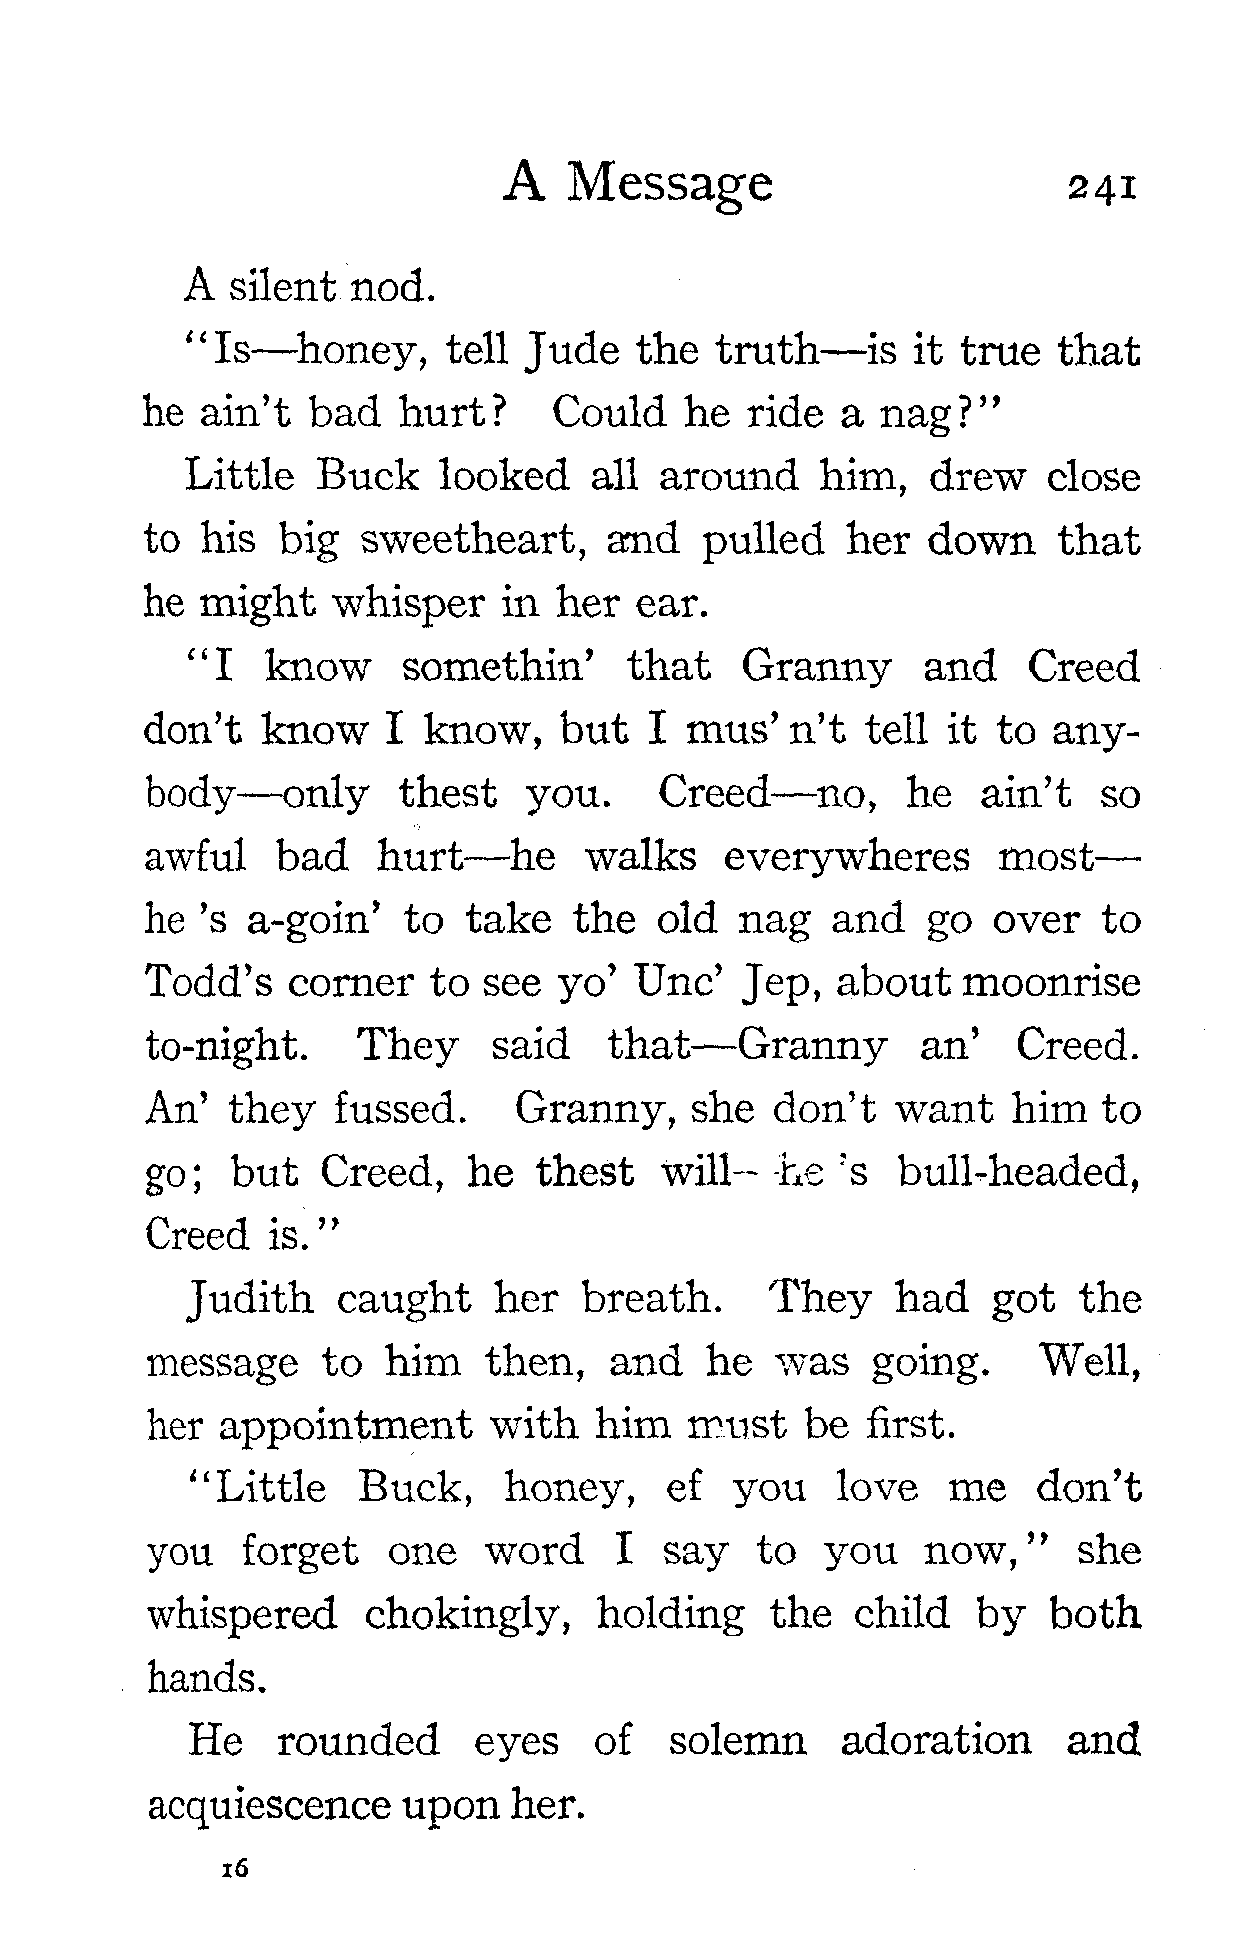 A Message 241
A silent nod.
"Is—honey, tell Jude the truth—is it true that
he ain't bad hurt? Could he ride a nag?"
Little Buck looked all around him, drew close
to his big sweetheart, and pulled her down that
he might whisper in her ear.
"I know somethin' that Granny and Creed
don't know I know, but I mus' n't tell it to any-
body—only thest you. Creed—no, he ain't so
awful bad hurt—he walks everywheres most—
he 's a-goin' to take the old nag and go over to
Todd's corner to see yo' Unc' Jep, about moonrise
to-night. They said that—Granny an' Creed.
An' they fussed. Granny, she don't want him to
go; but Creed, he thest will—he 's bull-headed,
Creed is."
Judith caught her breath. They had got the
message to him then, and he was going. Well,
her appointment with him must be first.
"Little Buck, honey, ef you love me don't
you forget one word I say to you now," she
whispered chokingly, holding the child by both
hands.
He rounded eyes of solemn adoration and
acquiescence upon her.
16